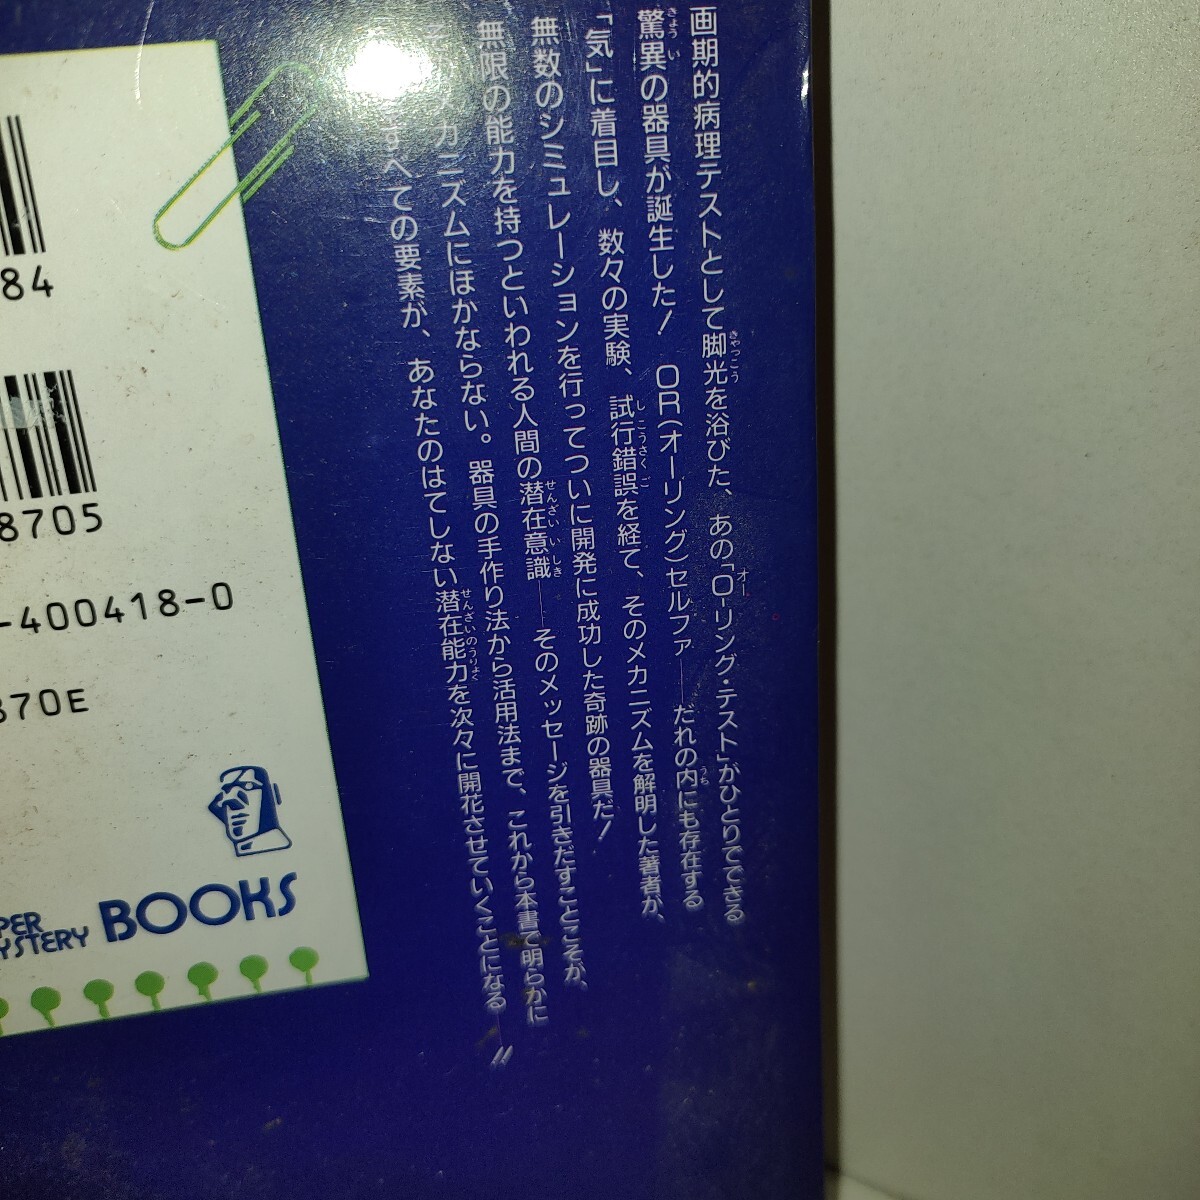 画期的病理テストとして脚光を浴びた、あの「O-リング・テスト」がひとりでできる
驚異の器具が誕生した! OR(オーリング)セルファ——だれの内にも存在する
「気」に着目し、数々の実験、試行錯誤を経て、そのメカニズムを解明した著者が、
無数のシミュレーションを行ってついに開発に成功した奇跡の器具だ!
無限の能力を持つといわれる人間の潜在意識——そのメッセージを引きだすことこそが、
メカニズムにほかならない。器具の手作り法から活用法まで、これから本書で明らかに
すべての要素が、あなたのはてしない潜在能力を次々に開花させていくことになる——"
84
8705
-400418-0
870E
PER
YSTERY BOOKS